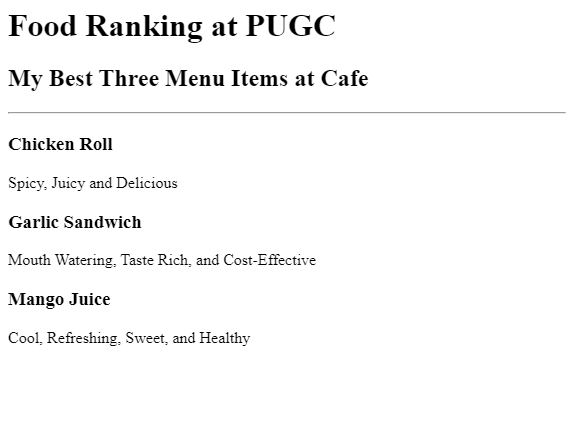 Food Ranking at PUGC
My Best Three Menu Items at Cafe
Chicken Roll
Spicy, Juicy and Delicious
Garlic Sandwich
Mouth Watering, Taste Rich, and Cost-Effective
Mango Juice
Cool, Refreshing, Sweet, and Healthy